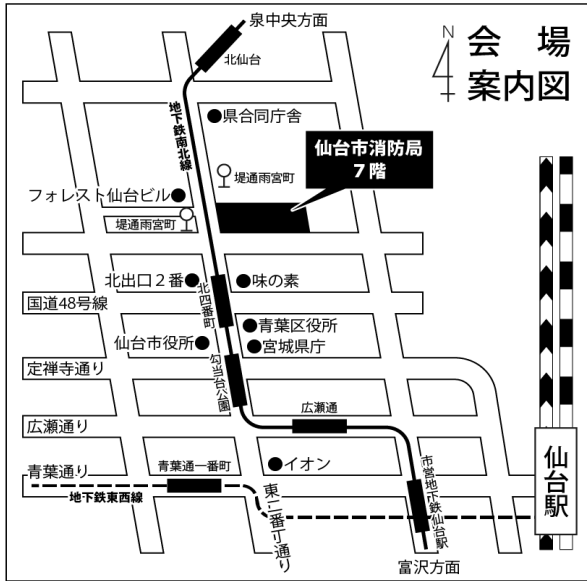 泉中央方面
会場
案内図
N
北仙台
地下鉄南北線
県合同庁舎
仙台市消防局
7階
堤通雨宮町
フォレスト仙台ビル
堤通雨宮町
北出口2番
味の素
北四番町
国道48号線
青葉区役所
仙台市役所
宮城県庁
勾当台公園
定禅寺通り
広瀬通り
広瀬通
青葉通り
青葉通一番町
イオン
地下鉄東西線
東二番丁通り
市営地下鉄仙台駅
仙台駅
富沢方面